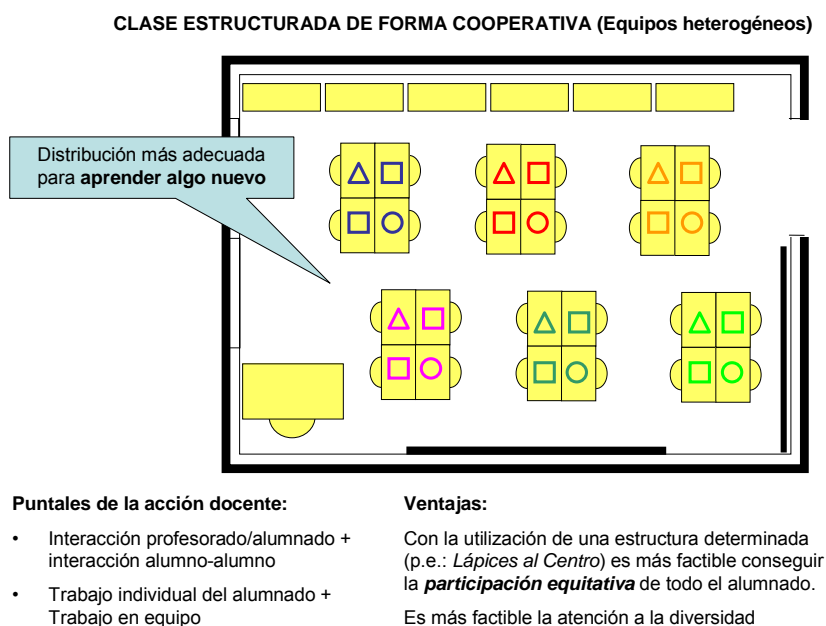 CLASE ESTRUCTURADA DE FORMA COOPERATIVA (Equipos heterogéneos)
Distribución más adecuada
para aprender algo nuevo
Puntales de la acción docente:
• Interacción profesorado/alumnado +
interacción alumno-alumno
• Trabajo individual del alumnado +
Trabajo en equipo
Ventajas:
Con la utilización de una estructura determinada
(p.e.: Lápices al Centro) es más factible conseguir
la participación equitativa de todo el alumnado.
Es más factible la atención a la diversidad